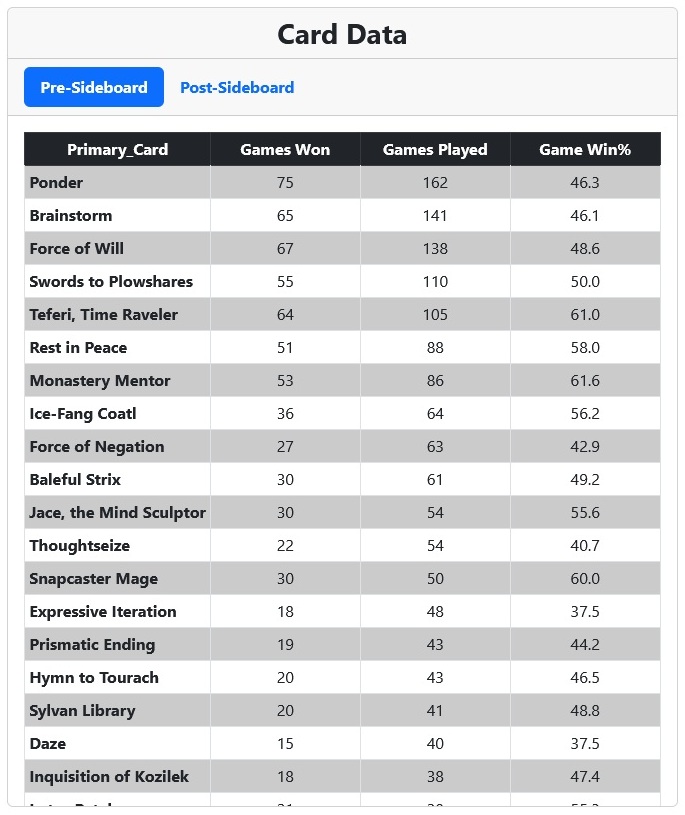 Card Data
Pre-Sideboard Post-Sideboard
Primary_Card Games Won Games Played Game Win%
Ponder 75 162 46.3
Brainstorm 65 141 46.1
Force of Will 67 138 48.6
Swords to Plowshares 55 110 50.0
Teferi, Time Raveler 64 105 61.0
Rest in Peace 51 88 58.0
Monastery Mentor 53 86 61.6
Ice-Fang Coatl 36 64 56.2
Force of Negation 27 63 42.9
Baleful Strix 30 61 49.2
Jace, the Mind Sculptor 30 54 55.6
Thoughtseize 22 54 40.7
Snapcaster Mage 30 50 60.0
Expressive Iteration 18 48 37.5
Prismatic Ending 19 43 44.2
Hymn to Tourach 20 43 46.5
Sylvan Library 20 41 48.8
Daze 15 40 37.5
Inquisition of Kozilek 18 38 47.4